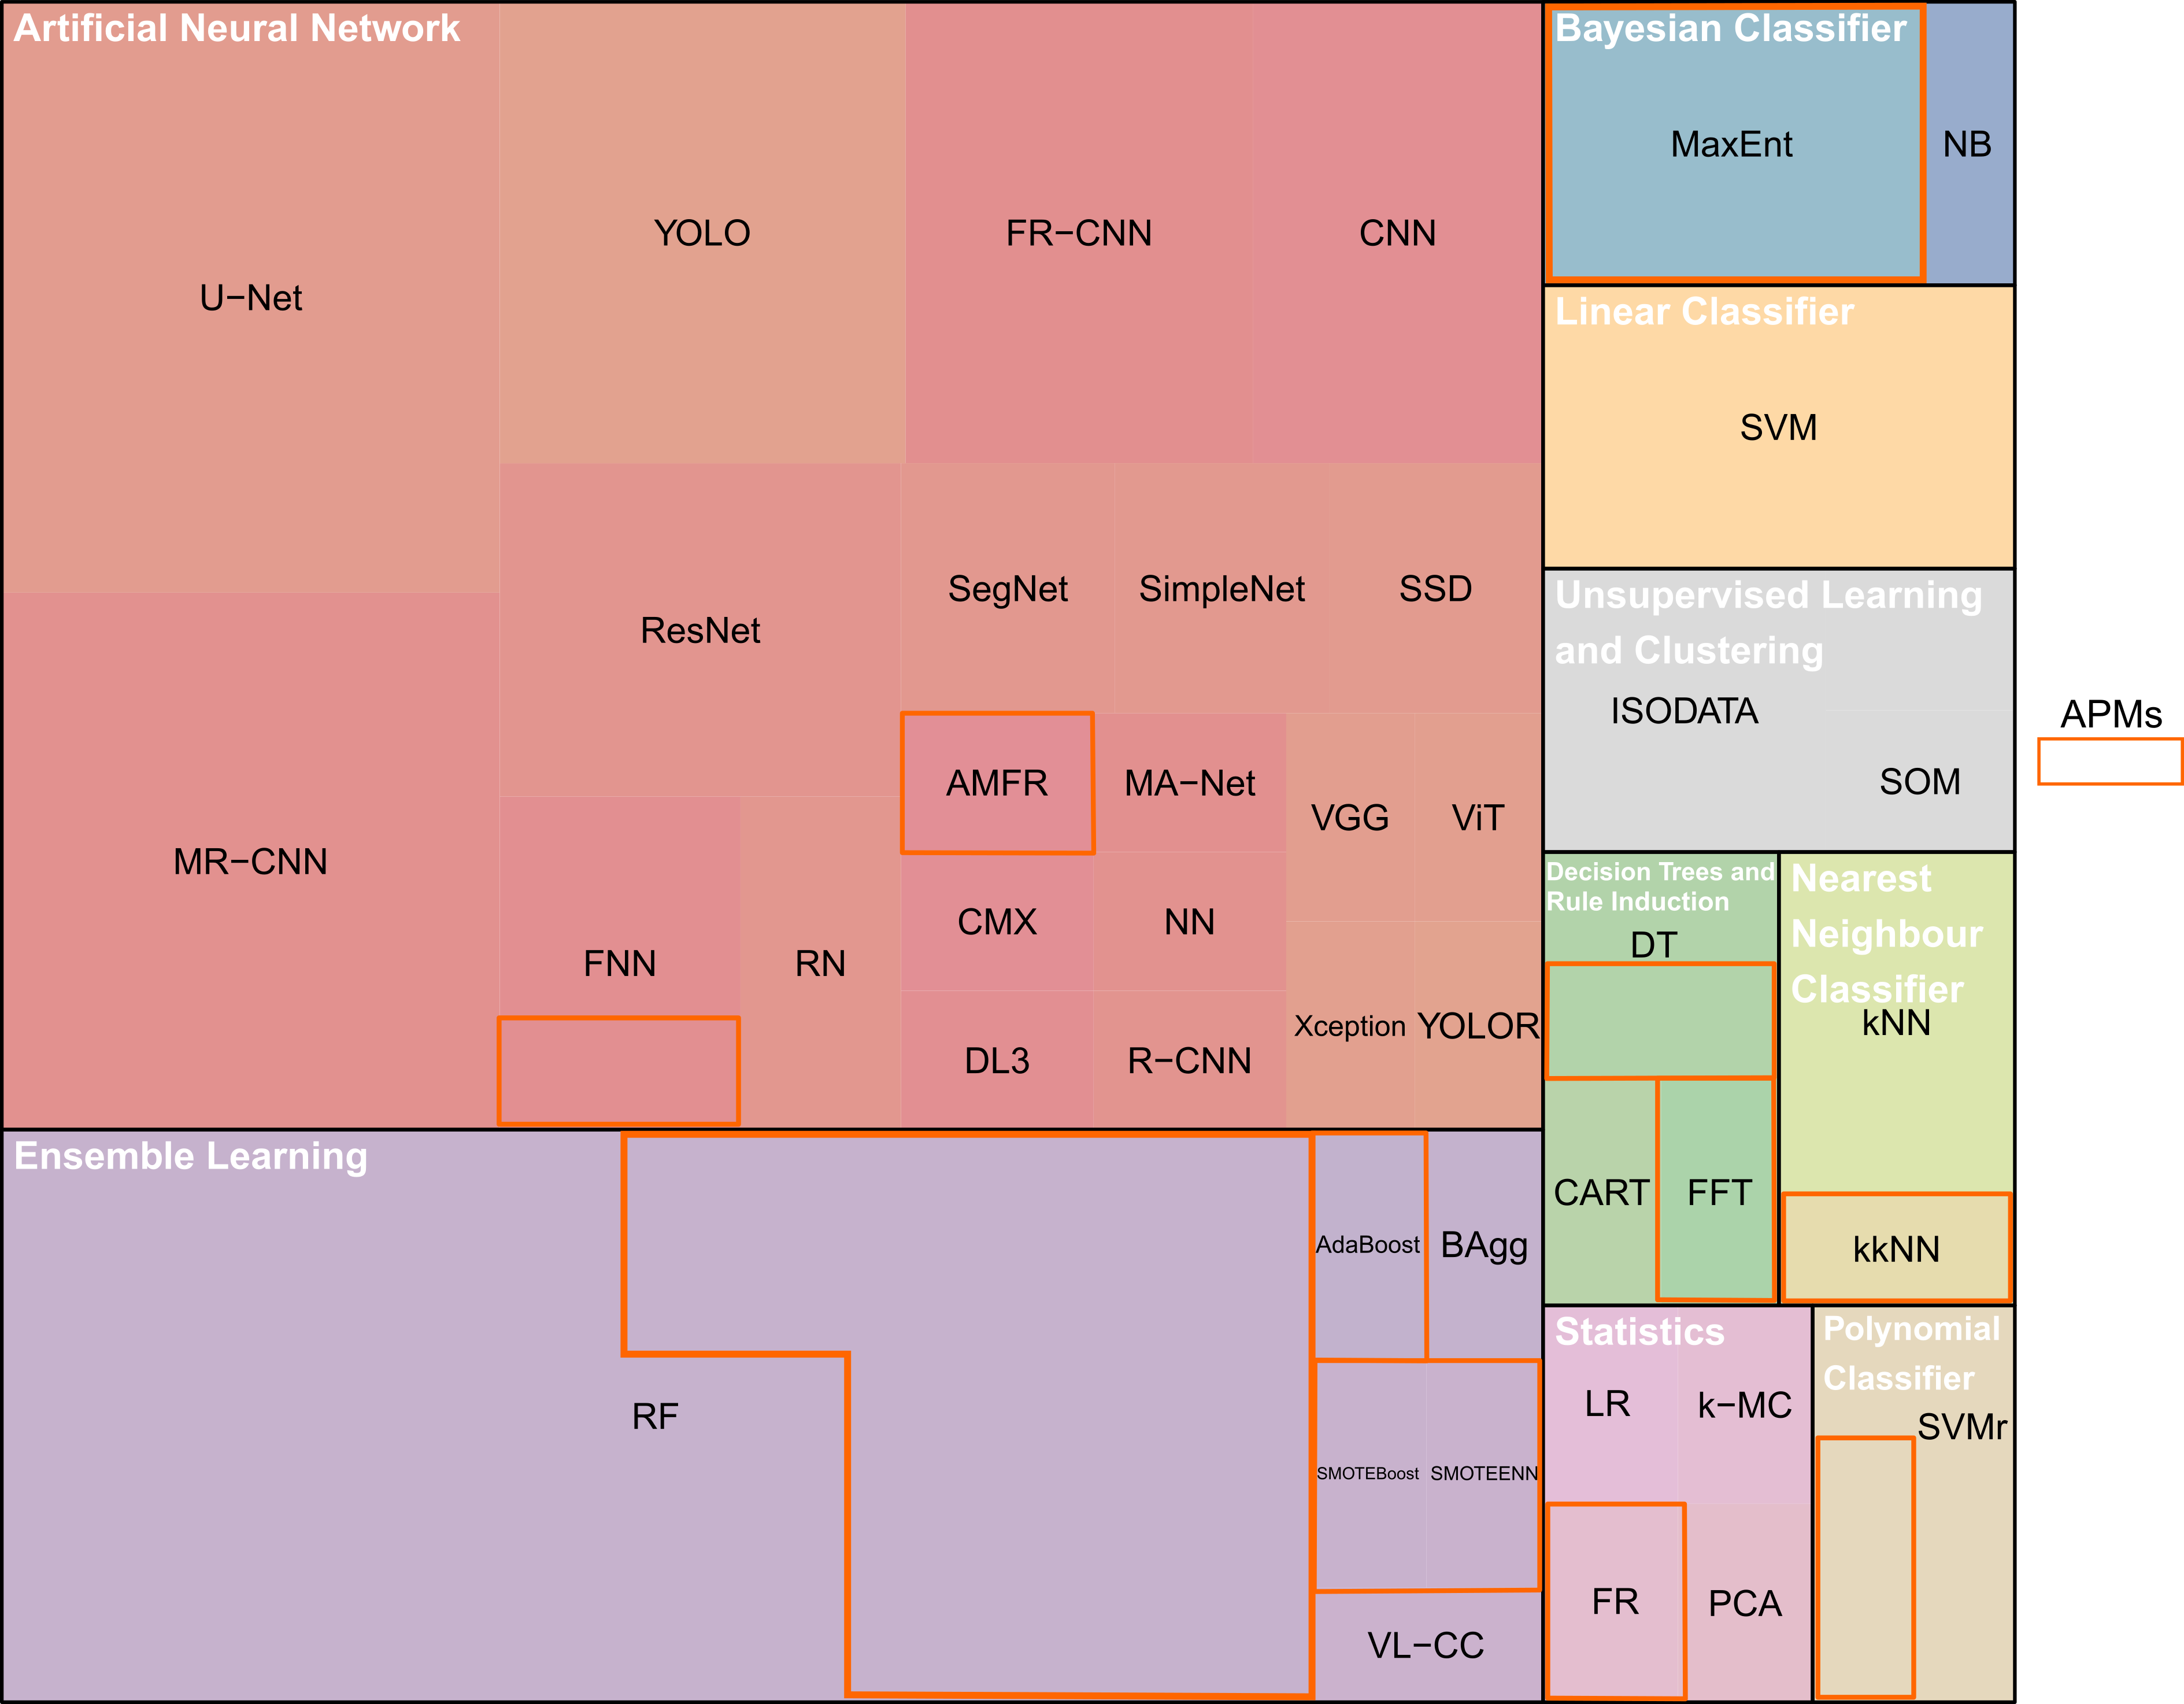 Artificial Neural Network
U−Net
YOLO
FR−CNN
CNN
MR−CNN
ResNet
SegNet
SimpleNet
SSD
AMFR
MA−Net
VGG
ViT
FNN
RN
CMX
NN
DL3
R−CNN
Xception
YOLOR
Ensemble Learning
RF
AdaBoost
BAgg
SMOTEBoost
SMOTEENN
VL−CC
Bayesian Classifier
MaxEnt
NB
Linear Classifier
SVM
Unsupervised Learning
and Clustering
ISODATA
SOM
Decision Trees and
Rule Induction
DT
CART
FFT
Nearest
Neighbour
Classifier
kNN
kkNN
Statistics
LR
k−MC
FR
PCA
Polynomial
Classifier
SVMr
APMs